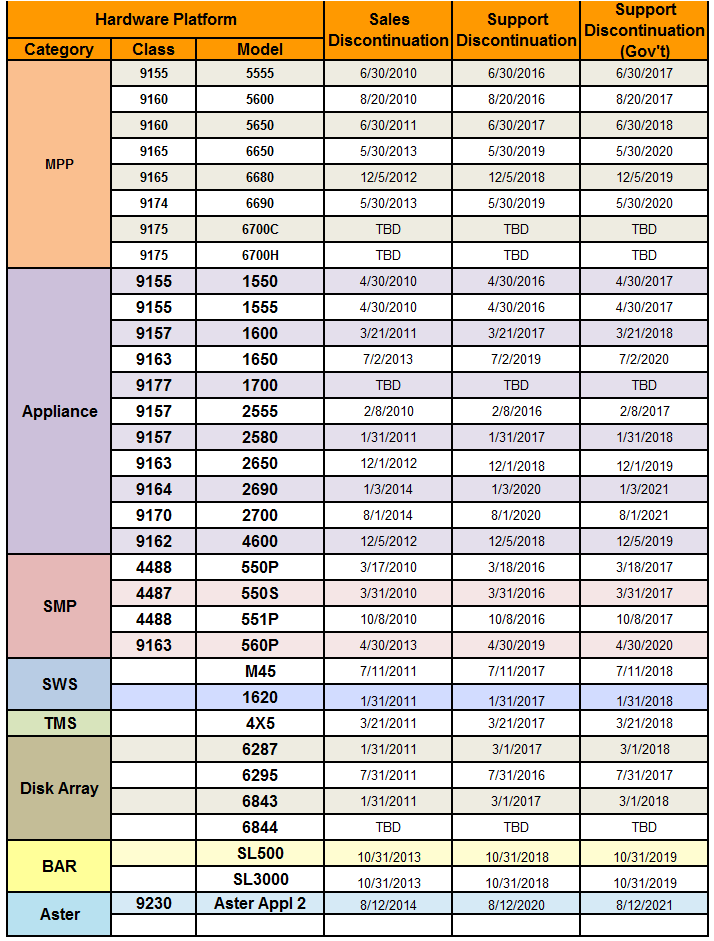 Hardware Platform Sales Discontinuation Support Discontinuation Support Discontinuation (Gov't)
Category Class Model
MPP
9155 5555 6/30/2010 6/30/2016 6/30/2017
9160 5600 8/20/2010 8/20/2016 8/20/2017
9160 5650 6/30/2011 6/30/2017 6/30/2018
9165 6650 5/30/2013 5/30/2019 5/30/2020
9165 6680 12/5/2012 12/5/2018 12/5/2019
9174 6690 5/30/2013 5/30/2019 5/30/2020
9175 6700C TBD TBD TBD
9175 6700H TBD TBD TBD
Appliance
9155 1550 4/30/2010 4/30/2016 4/30/2017
9155 1555 4/30/2010 4/30/2016 4/30/2017
9157 1600 3/21/2011 3/21/2017 3/21/2018
9163 1650 7/2/2013 7/2/2019 7/2/2020
9177 1700 TBD TBD TBD
9157 2555 2/8/2010 2/8/2016 2/8/2017
9157 2580 1/31/2011 1/31/2017 1/31/2018
9163 2650 12/1/2012 12/1/2018 12/1/2019
9164 2690 1/3/2014 1/3/2020 1/3/2021
9170 2700 8/1/2014 8/1/2020 8/1/2021
9162 4600 12/5/2012 12/5/2018 12/5/2019
SMP
4488 550P 3/17/2010 3/18/2016 3/18/2017
4487 550S 3/31/2010 3/31/2016 3/31/2017
4488 551P 10/8/2010 10/8/2016 10/8/2017
9163 560P 4/30/2013 4/30/2019 4/30/2020
SWS
M45 7/11/2011 7/11/2017 7/11/2018
1620 1/31/2011 1/31/2017 1/31/2018
TMS
4X5 3/21/2011 3/21/2017 3/21/2018
Disk Array
6287 1/31/2011 3/1/2017 3/1/2018
6295 7/31/2011 7/31/2016 7/31/2017
6843 1/31/2011 3/1/2017 3/1/2018
6844 TBD TBD TBD
BAR
SL500 10/31/2013 10/31/2018 10/31/2019
SL3000 10/31/2013 10/31/2018 10/31/2019
Aster
9230 Aster Appl 2 8/12/2014 8/12/2020 8/12/2021